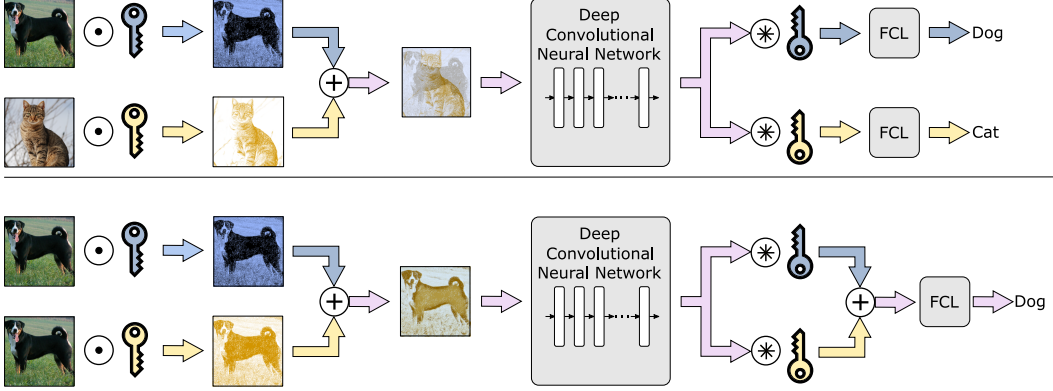 Deep
Convolutional
Neural Network
FCL
Dog
FCL
Cat
Deep
Convolutional
Neural Network
FCL
Dog